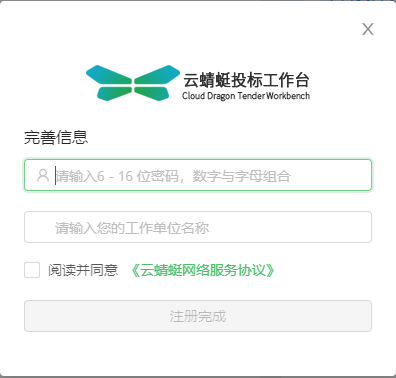 云蜻蜓投标工作台
Cloud Dragon Tender Workbench
完善信息
请输入6 - 16 位密码，数字与字母组合
请输入您的工作单位名称
阅读并同意 《云蜻蜓网络服务协议》
注册完成